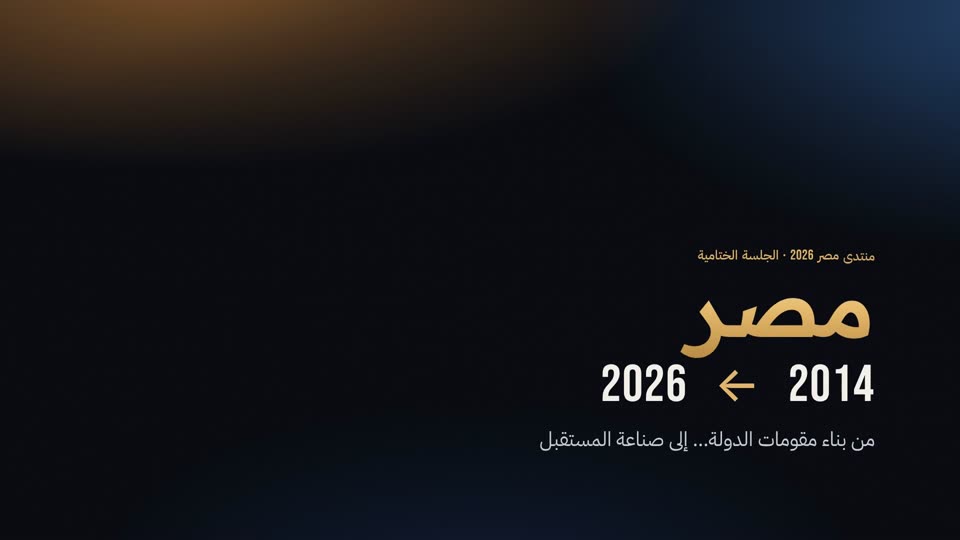 منتدى مصر 2026 · الجلسة الختامية
مصر
2014 ← 2026
من بناء مقومات الدولة... إلى صناعة المستقبل